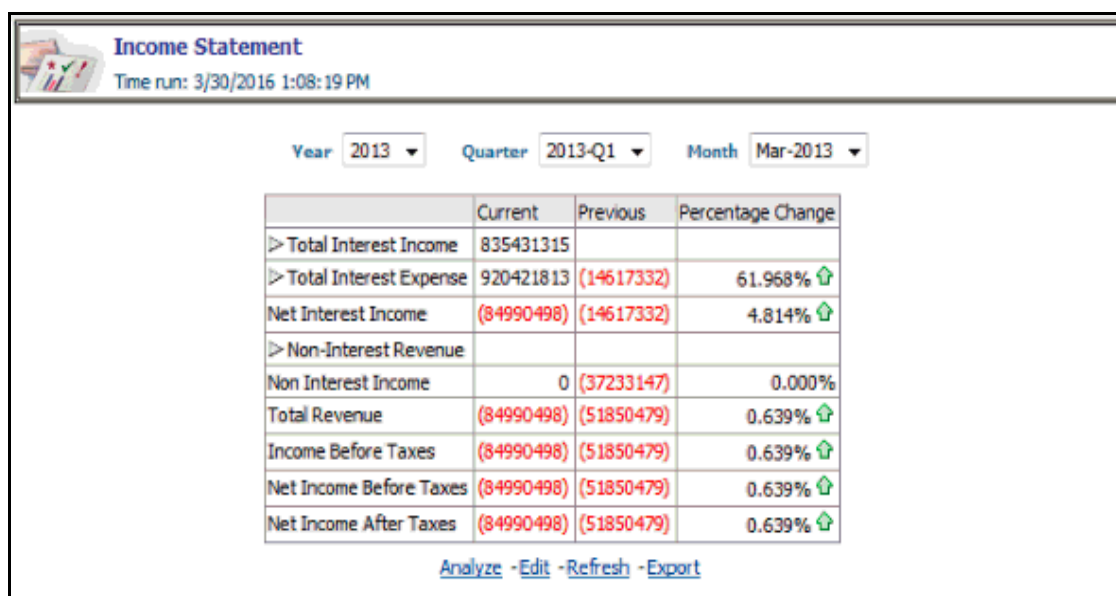 Income Statement
Time run: 3/30/2016 1:08:19 PM
Year 2013 Quarter 2013-Q1 Month Mar-2013
Current Previous Percentage Change
Total Interest Income 835431315
Total Interest Expense 920421813 (14617332) 61.968%
Net Interest Income (84990498) (14617332) 4.814%
Non-Interest Revenue
Non Interest Income 0 (37233147) 0.000%
Total Revenue (84990498) (51850479) 0.639%
Income Before Taxes (84990498) (51850479) 0.639%
Net Income Before Taxes (84990498) (51850479) 0.639%
Net Income After Taxes (84990498) (51850479) 0.639%
Analyze -Edit -Refresh -Export